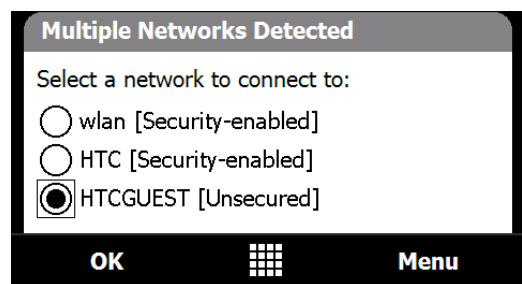 Multiple Networks Detected
Select a network to connect to:
wlan [Security-enabled]
HTC [Security-enabled]
HTCGUEST [Unsecured]
OK Menu